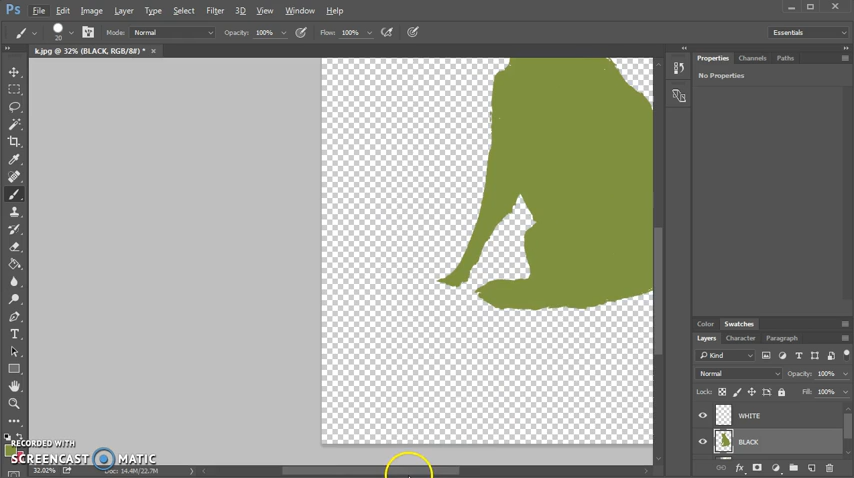 Ps File Edit Image Layer Type Select Filter 3D View Window Help
20 Mode: Normal Opacity: 100% Flow: 100% Essentials
k.jpg @ 32% (BLACK, RGB/8#) * ×
Properties Channels Paths
No Properties
Color Swatches
Layers Character Paragraph
Kind
Normal Opacity: 100%
Lock: Fill: 100%
WHITE
BLACK
fx
RECORDED WITH
SCREENCAST MATIC
32.02% Doc: 14.4M/22.7M